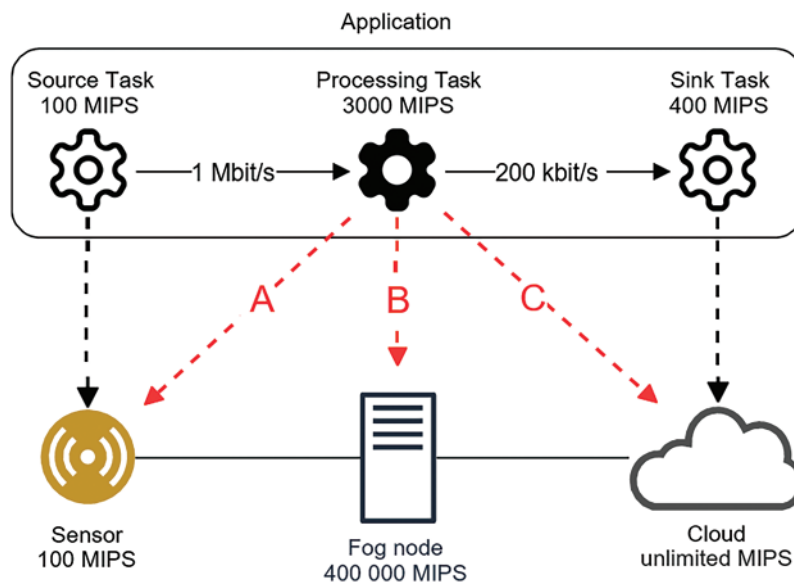 Application
Source Task
100 MIPS
Processing Task
3000 MIPS
Sink Task
400 MIPS
1 Mbit/s
200 kbit/s
A
B
C
Sensor
100 MIPS
Fog node
400 000 MIPS
Cloud
unlimited MIPS